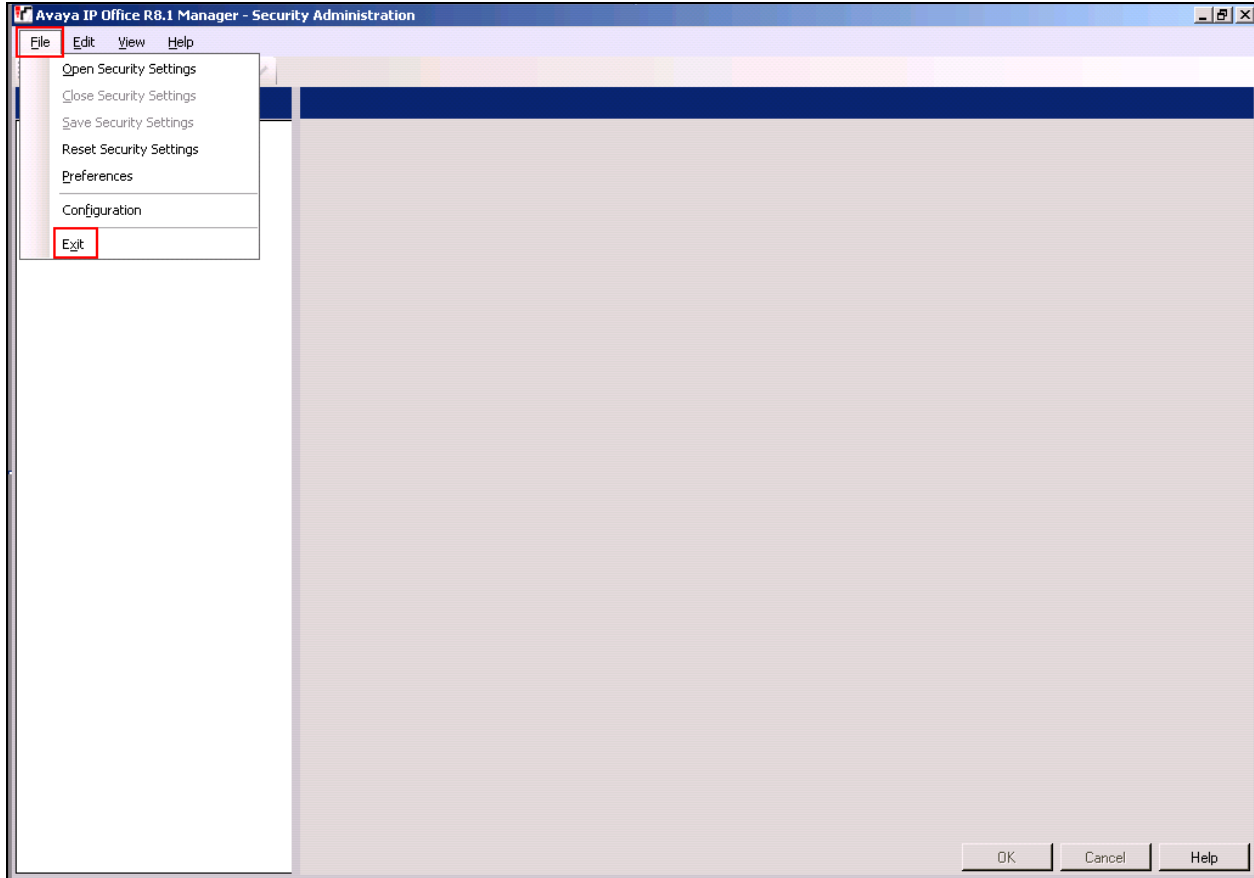 Avaya IP Office R8.1 Manager - Security Administration
File Edit View Help
Open Security Settings
Close Security Settings
Save Security Settings
Reset Security Settings
Preferences
Configuration
Exit
OK Cancel Help